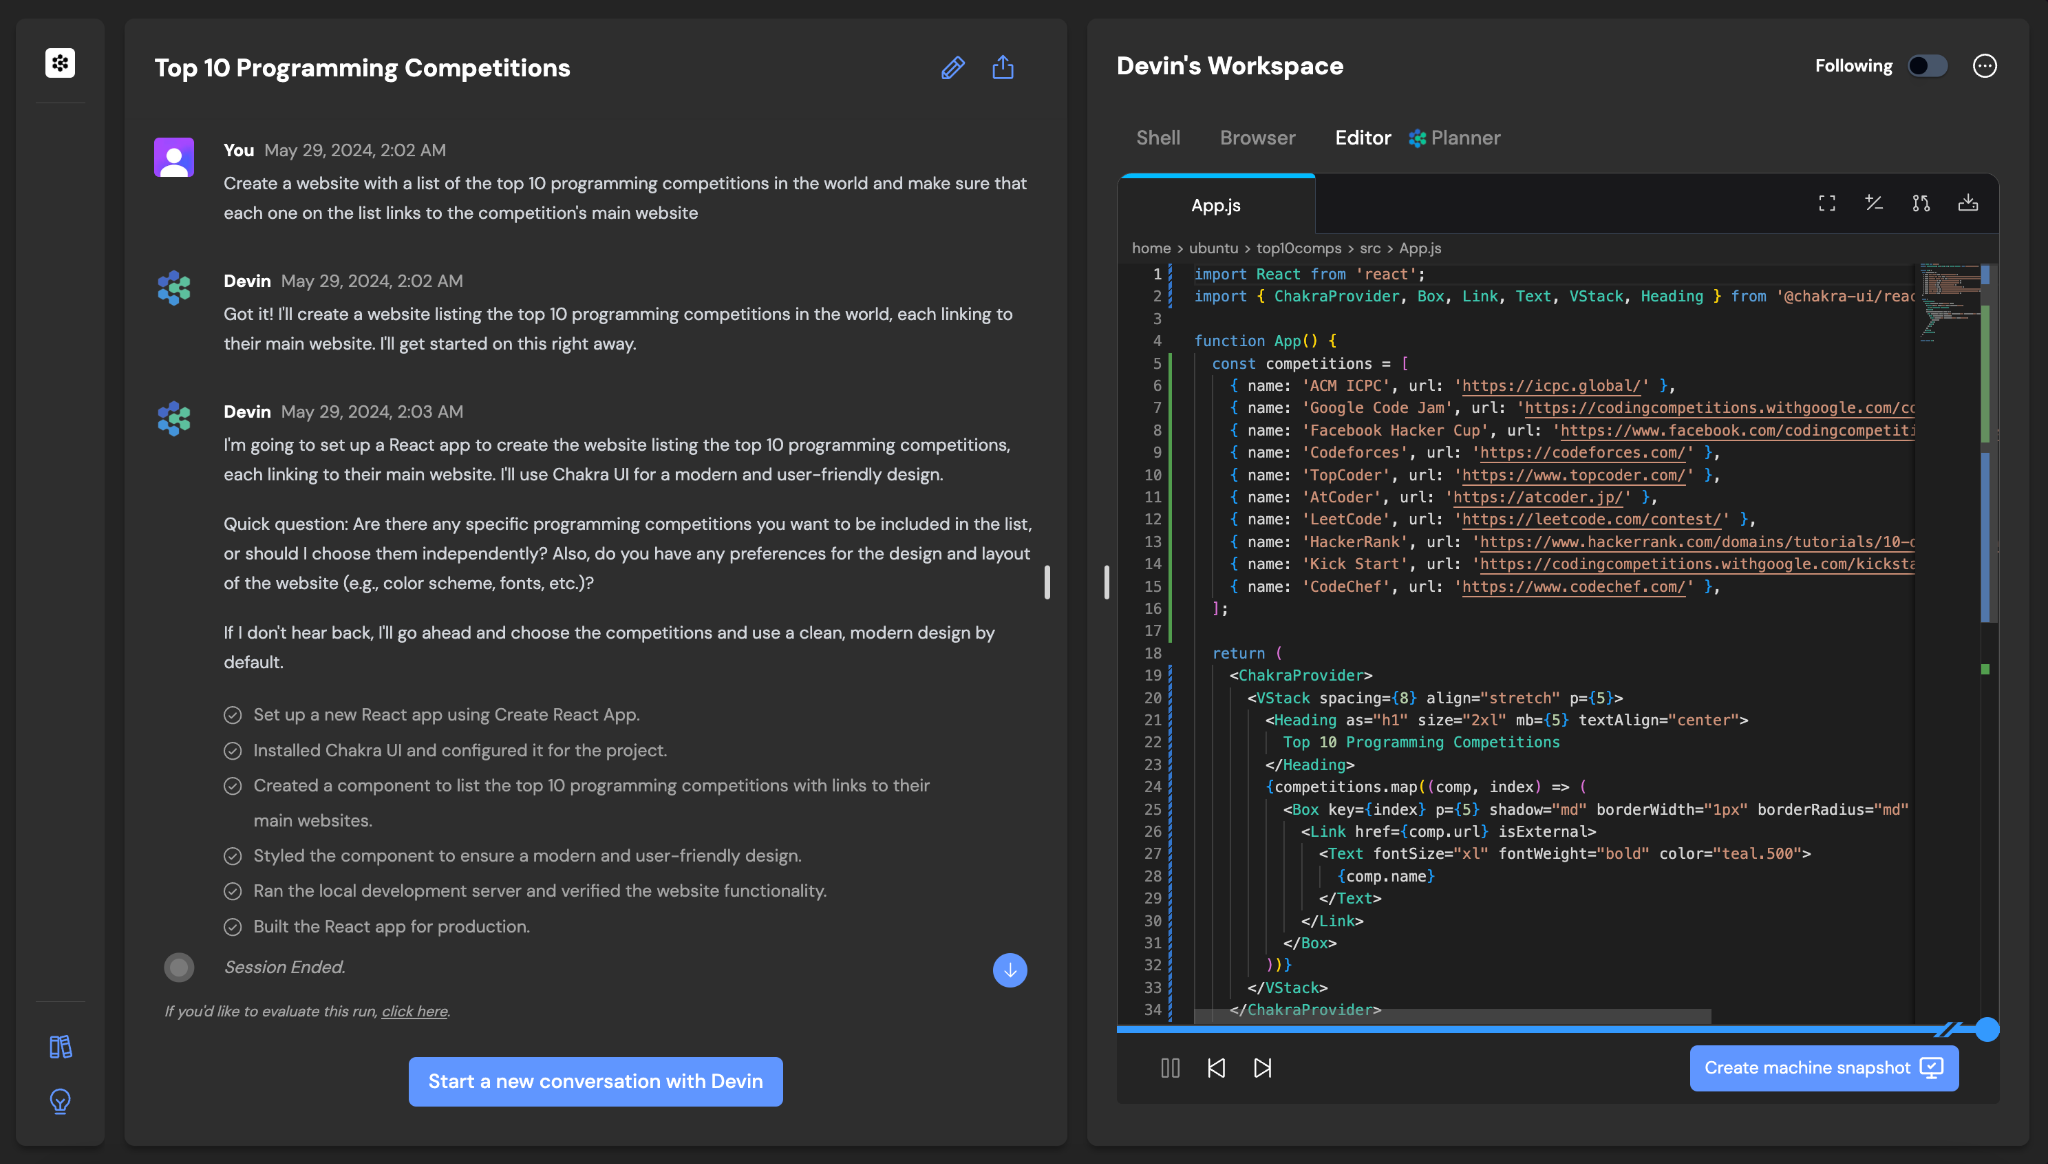 Top 10 Programming Competitions
You May 29, 2024, 2:02 AM
Create a website with a list of the top 10 programming competitions in the world and make sure that
each one on the list links to the competition's main website
Devin May 29, 2024, 2:02 AM
Got it! I'll create a website listing the top 10 programming competitions in the world, each linking to
their main website. I'll get started on this right away.
Devin May 29, 2024, 2:03 AM
I'm going to set up a React app to create the website listing the top 10 programming competitions,
each linking to their main website. I'll use Chakra UI for a modern and user-friendly design.
Quick question: Are there any specific programming competitions you want to be included in the list,
or should I choose them independently? Also, do you have any preferences for the design and layout
of the website (e.g., color scheme, fonts, etc.)?
If I don't hear back, I'll go ahead and choose the competitions and use a clean, modern design by
default.
Set up a new React app using Create React App.
Installed Chakra UI and configured it for the project.
Created a component to list the top 10 programming competitions with links to their
main websites.
Styled the component to ensure a modern and user-friendly design.
Ran the local development server and verified the website functionality.
Built the React app for production.
Session Ended.
If you'd like to evaluate this run, click here.
Start a new conversation with Devin
Devin's Workspace
Following
Shell Browser Editor Planner
App.js
home > ubuntu > top10comps > src > App.js
1 import React from 'react';
2 import { ChakraProvider, Box, Link, Text, VStack, Heading } from '@chakra-ui/reac
3
4 function App() {
5 const competitions = [
6 { name: 'ACM ICPC', url: 'https://icpc.global/' },
7 { name: 'Google Code Jam', url: 'https://codingcompetitions.withgoogle.com/co
8 { name: 'Facebook Hacker Cup', url: 'https://www.facebook.com/codingcompetiti
9 { name: 'Codeforces', url: 'https://codeforces.com/' },
10 { name: 'TopCoder', url: 'https://www.topcoder.com/' },
11 { name: 'AtCoder', url: 'https://atcoder.jp/' },
12 { name: 'LeetCode', url: 'https://leetcode.com/contest/' },
13 { name: 'HackerRank', url: 'https://www.hackerrank.com/domains/tutorials/10-d
14 { name: 'Kick Start', url: 'https://codingcompetitions.withgoogle.com/kicksta
15 { name: 'CodeChef', url: 'https://www.codechef.com/' },
16 ];
17
18 return (
19 <ChakraProvider>
20 <VStack spacing={8} align="stretch" p={5}>
21 <Heading as="h1" size="2xl" mb={5} textAlign="center">
22 Top 10 Programming Competitions
23 </Heading>
24 {competitions.map((comp, index) => (
25 <Box key={index} p={5} shadow="md" borderWidth="1px" borderRadius="md"
26 <Link href={comp.url} isExternal>
27 <Text fontSize="xl" fontWeight="bold" color="teal.500">
28 {comp.name}
29 </Text>
30 </Link>
31 </Box>
32 ))}
33 </VStack>
34 </ChakraProvider>
Create machine snapshot